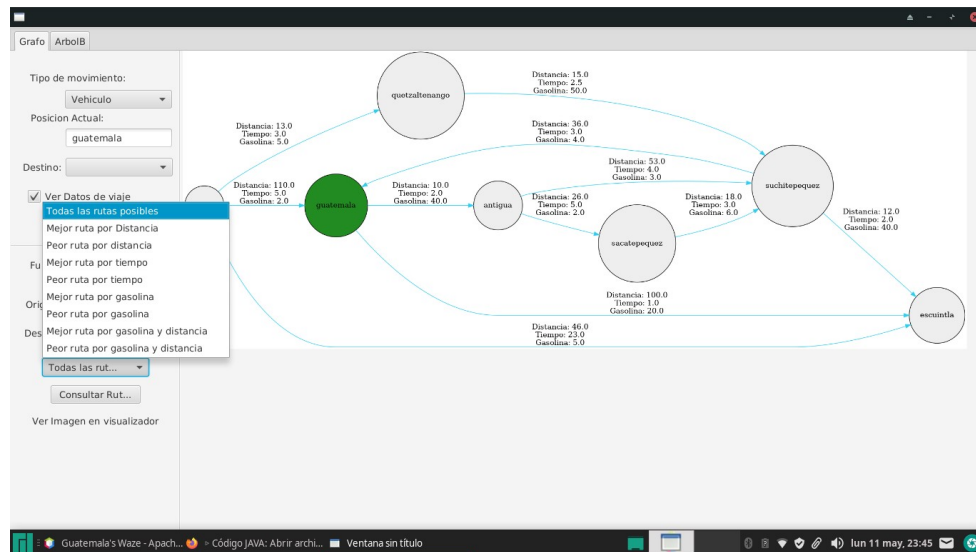 Grafo ArbolB
Tipo de movimiento:
Vehiculo
Posicion Actual:
guatemala
Destino:
Ver Datos de viaje
Todas las rutas posibles
Mejor ruta por Distancia
Peor ruta por distancia
Mejor ruta por tiempo
Peor ruta por tiempo
Mejor ruta por gasolina
Peor ruta por gasolina
Mejor ruta por gasolina y distancia
Peor ruta por gasolina y distancia
Fu
Orig
Des
Todas las rut...
Consultar Rut...
Ver Imagen en visualizador
quetzaltenango
Distancia: 15.0
Tiempo: 2.5
Gasolina: 50.0
Distancia: 13.0
Tiempo: 3.0
Gasolina: 5.0
Distancia: 36.0
Tiempo: 3.0
Gasolina: 4.0
Distancia: 53.0
Tiempo: 4.0
Gasolina: 3.0
Distancia: 110.0
Tiempo: 5.0
Gasolina: 2.0
guatemala
Distancia: 10.0
Tiempo: 2.0
Gasolina: 40.0
antigua
Distancia: 26.0
Tiempo: 5.0
Gasolina: 2.0
sacatepequez
Distancia: 18.0
Tiempo: 3.0
Gasolina: 6.0
suchitepequez
Distancia: 12.0
Tiempo: 2.0
Gasolina: 40.0
Distancia: 100.0
Tiempo: 1.0
Gasolina: 20.0
escuintla
Distancia: 46.0
Tiempo: 23.0
Gasolina: 5.0
Guatemala's Waze - Apach... > Código JAVA: Abrir archi... Ventana sin título lun 11 may, 23:45